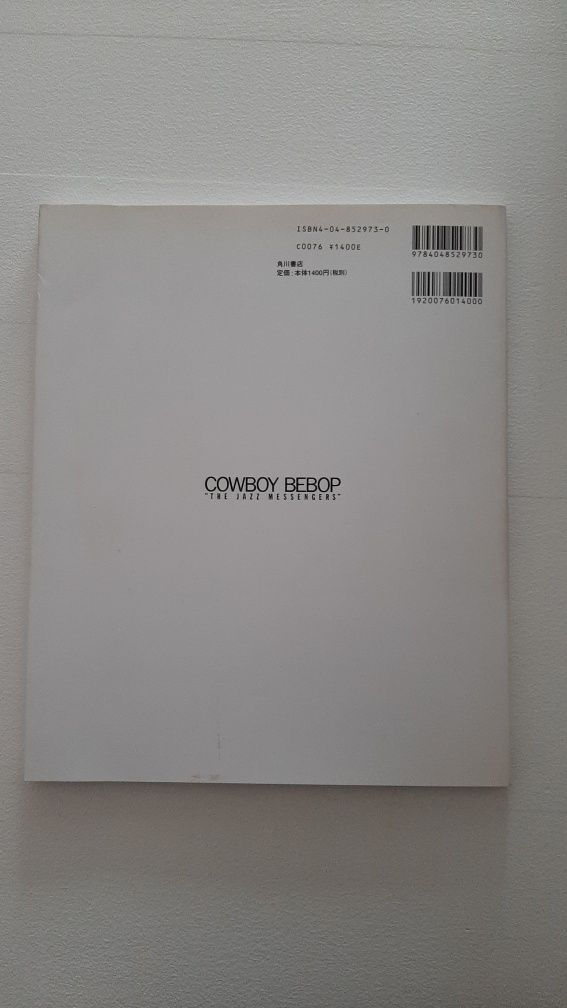 ISBN4-04-852973-0
C0076 ¥1400E
角川書店
定価:本体1400円(税別)
9784048529730
1920076014000
COWBOY BEBOP
"THE JAZZ MESSENGERS"